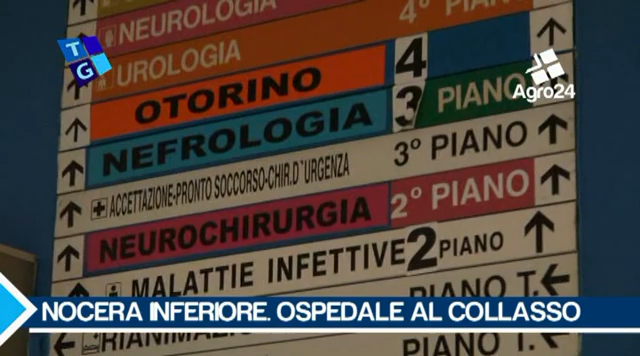 NEUROLOGIA 4° PIANO
UROLOGIA
OTORINO 4
NEFROLOGIA 3 PIANO
ACCETTAZIONE-PRONTO SOCCORSO-CHIR.D'URGENZA 3° PIANO
NEUROCHIRURGIA 2° PIANO
MALATTIE INFETTIVE 2 PIANO
PIANO T.
PIANO T.
TG
Agro24
NOCERA INFERIORE. OSPEDALE AL COLLASSO